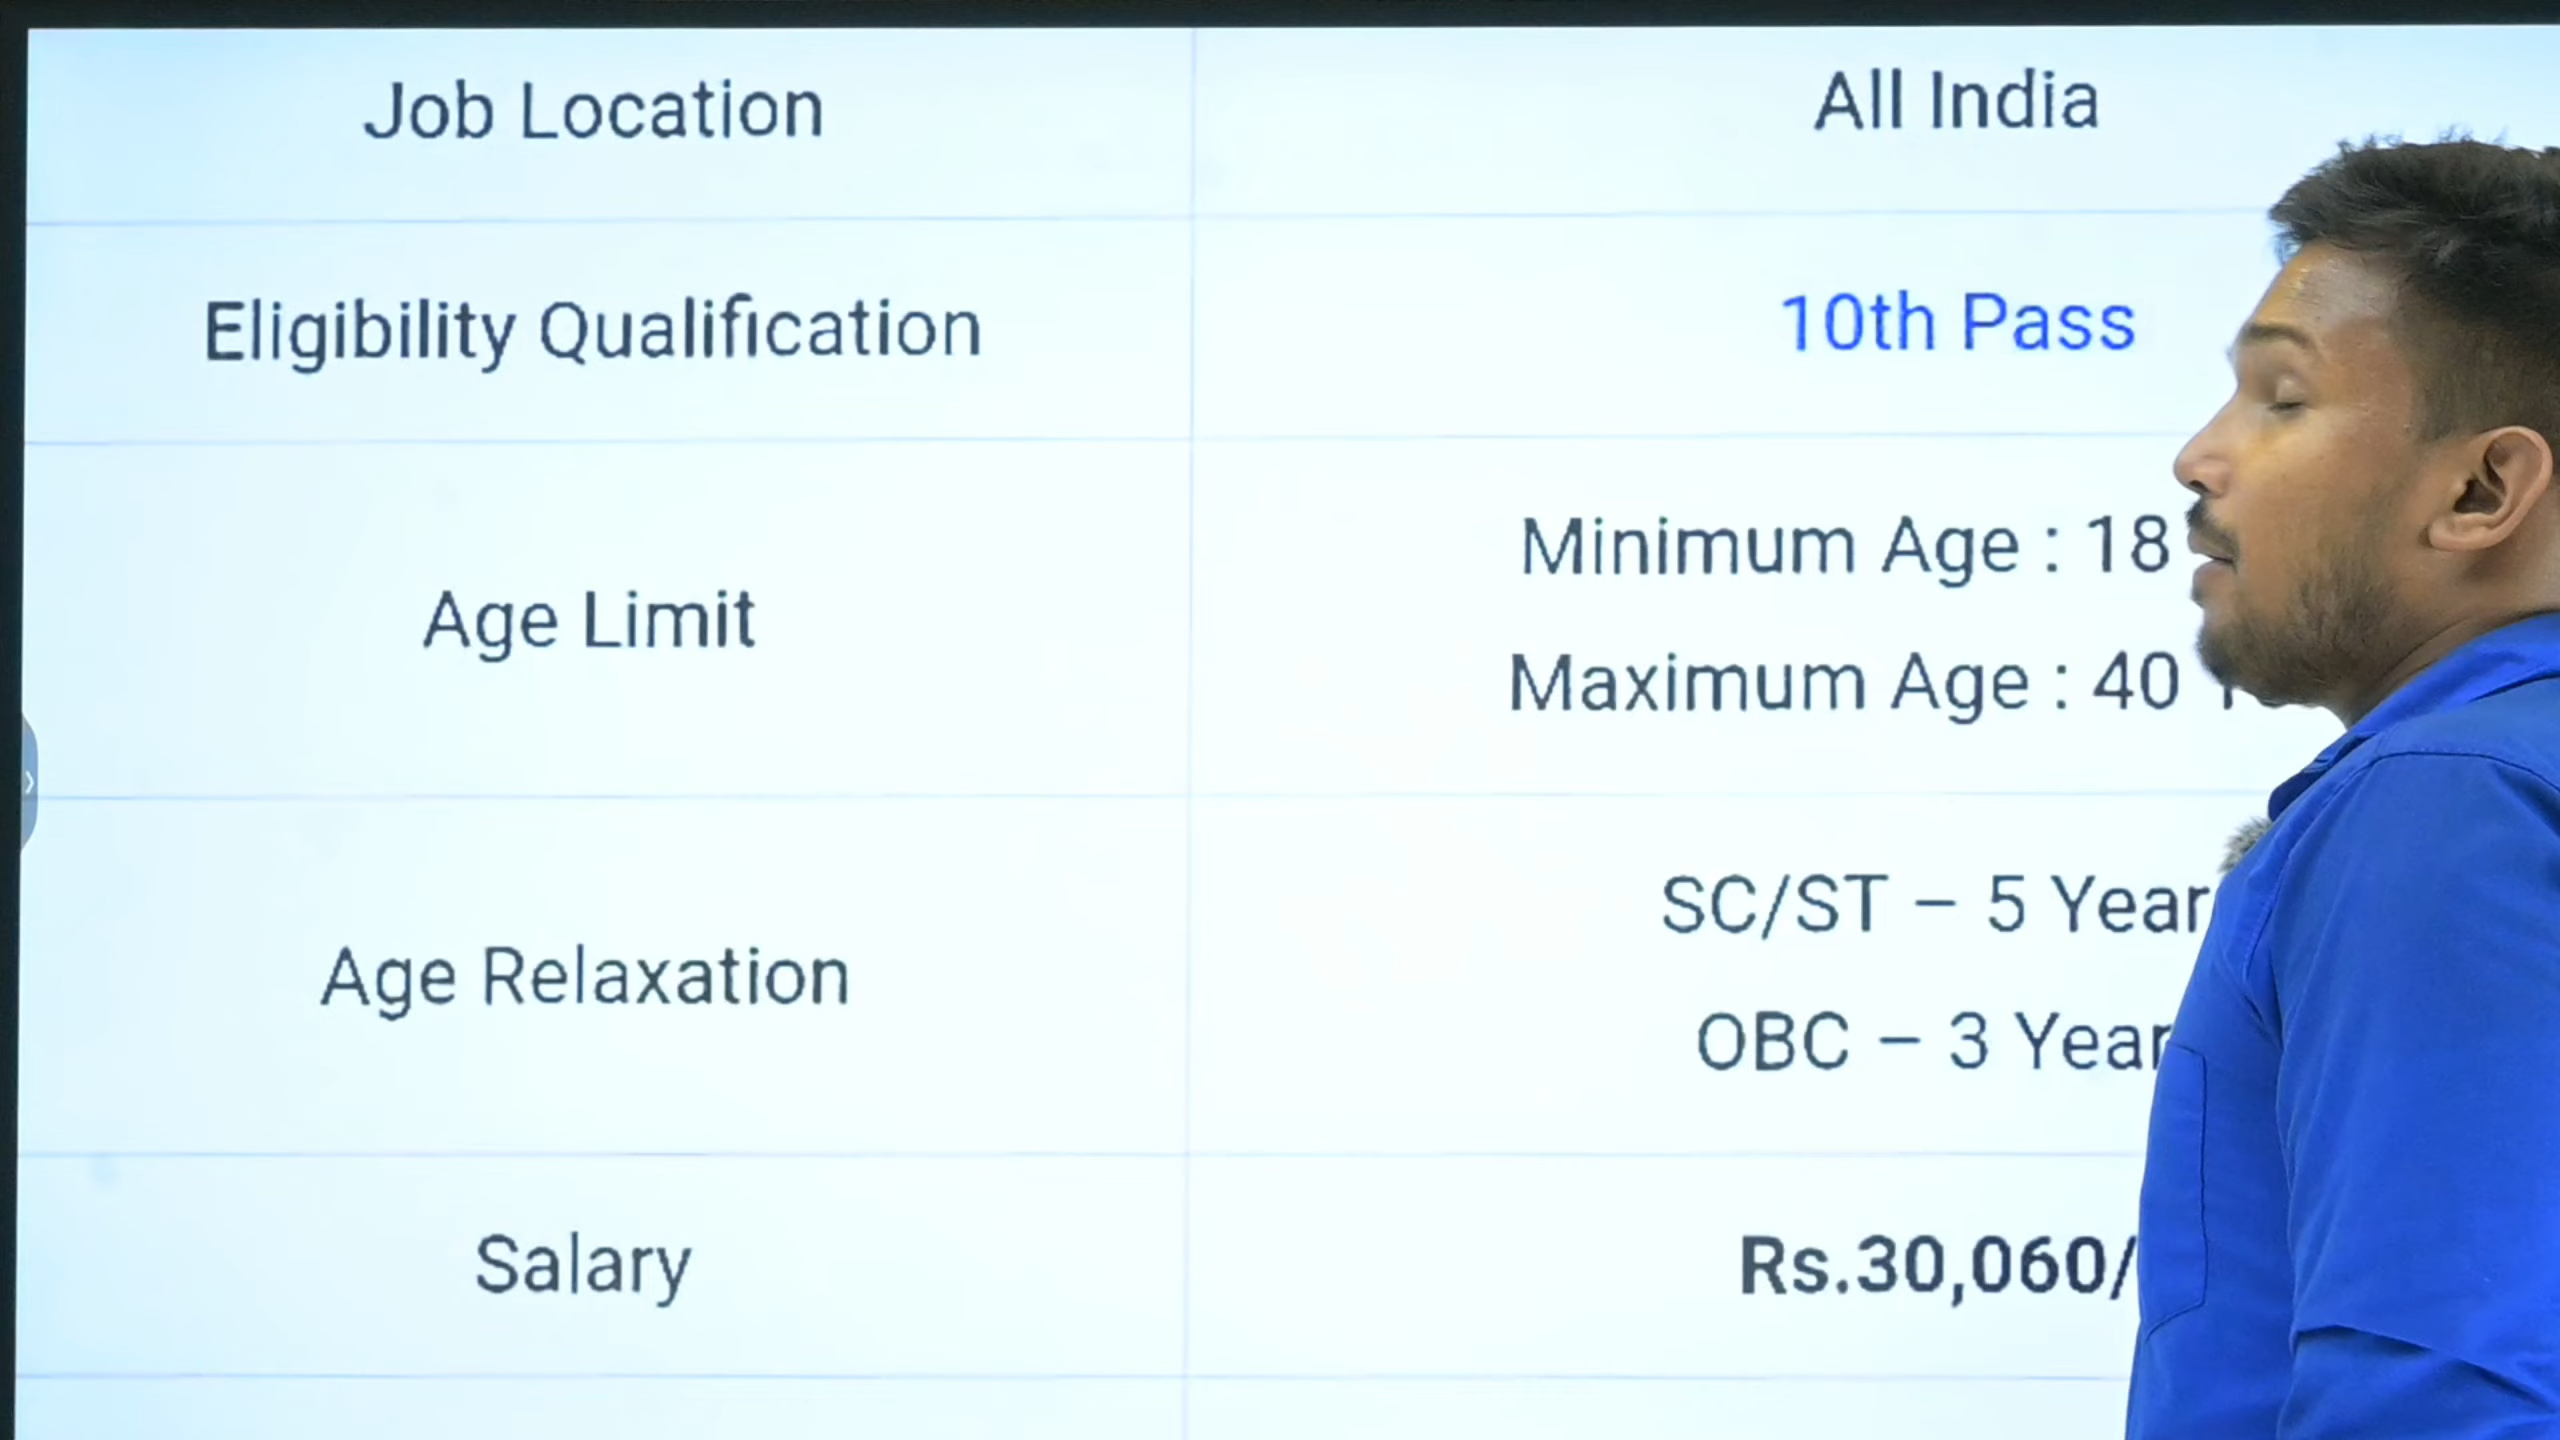 Job Location
All India
Eligibility Qualification
10th Pass
Age Limit
Minimum Age : 18
Maximum Age : 40
Age Relaxation
SC/ST – 5 Year
OBC – 3 Year
Salary
Rs.30,060/